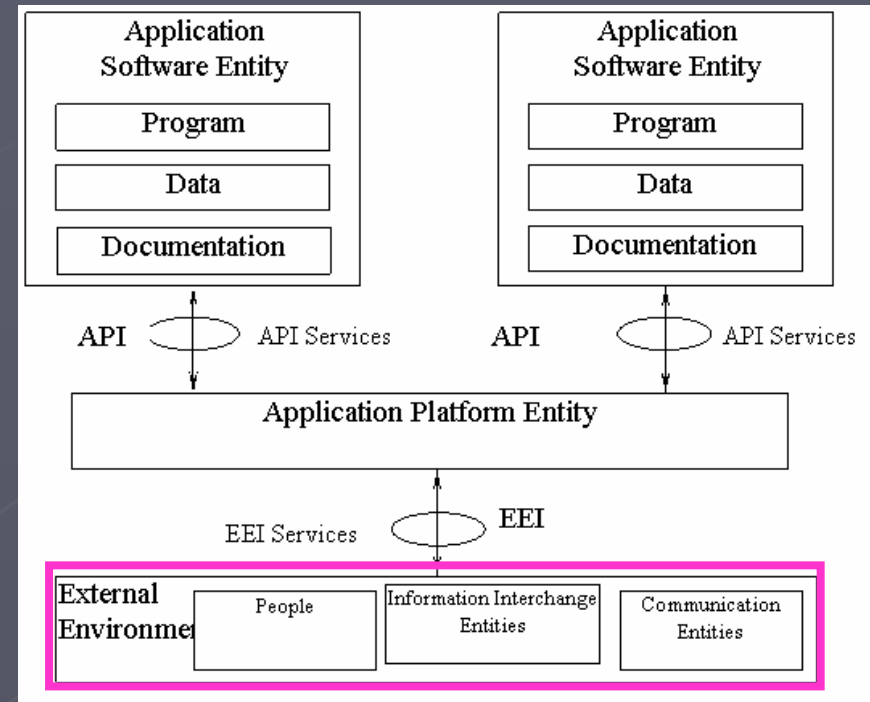 Application
Software Entity
Program
Data
Documentation
Application
Software Entity
Program
Data
Documentation
API
API Services
API
API Services
Application Platform Entity
EEI Services
EEI
External
Environme
People
Information Interchange
Entities
Communication
Entities